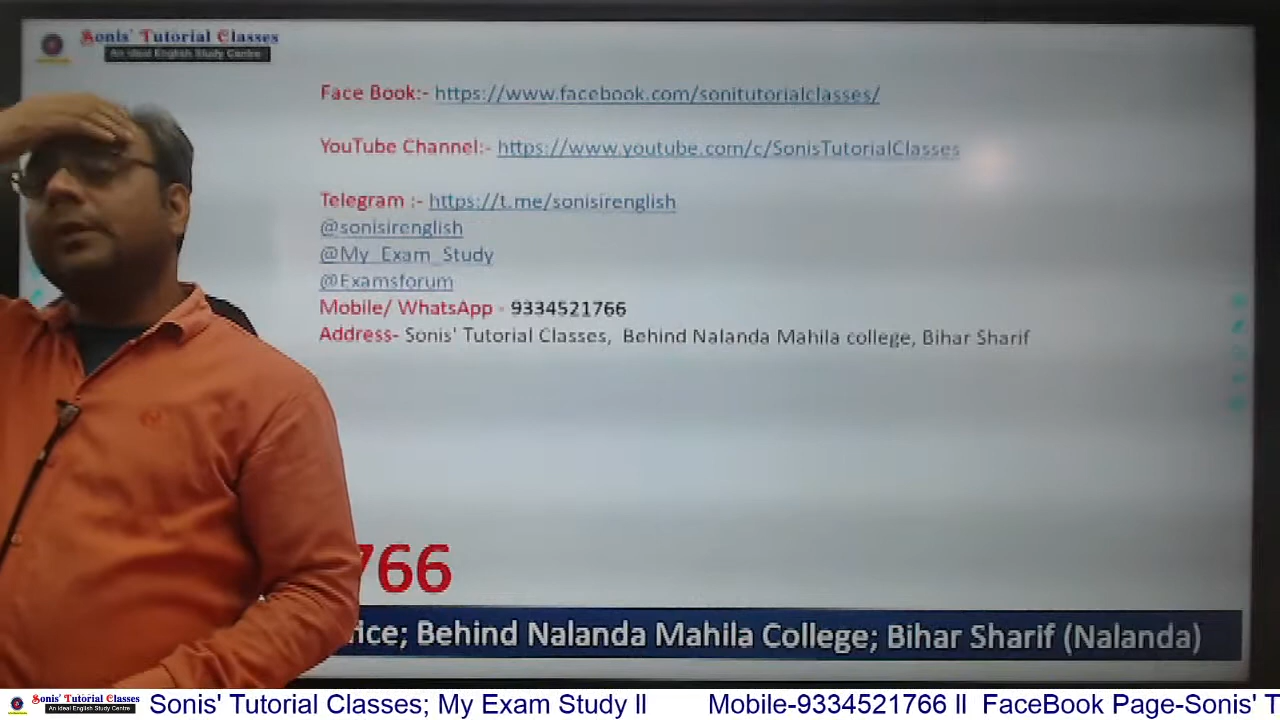 Sonis' Tutorial Classes
An Ideal English Study Centre
Face Book:- https://www.facebook.com/sonitutorialclasses/
YouTube Channel:- https://www.youtube.com/c/SonisTutorialClasses
Telegram :- https://t.me/sonisirenglish
@sonisirenglish
@My_Exam_Study
@Examsforum
Mobile/ WhatsApp - 9334521766
Address- Sonis' Tutorial Classes, Behind Nalanda Mahila college, Bihar Sharif
766
fice; Behind Nalanda Mahila College; Bihar Sharif (Nalanda)
Sonis' Tutorial Classes
An Ideal English Study Centre
Sonis' Tutorial Classes; My Exam Study ll Mobile-9334521766 ll FaceBook Page-Sonis' T